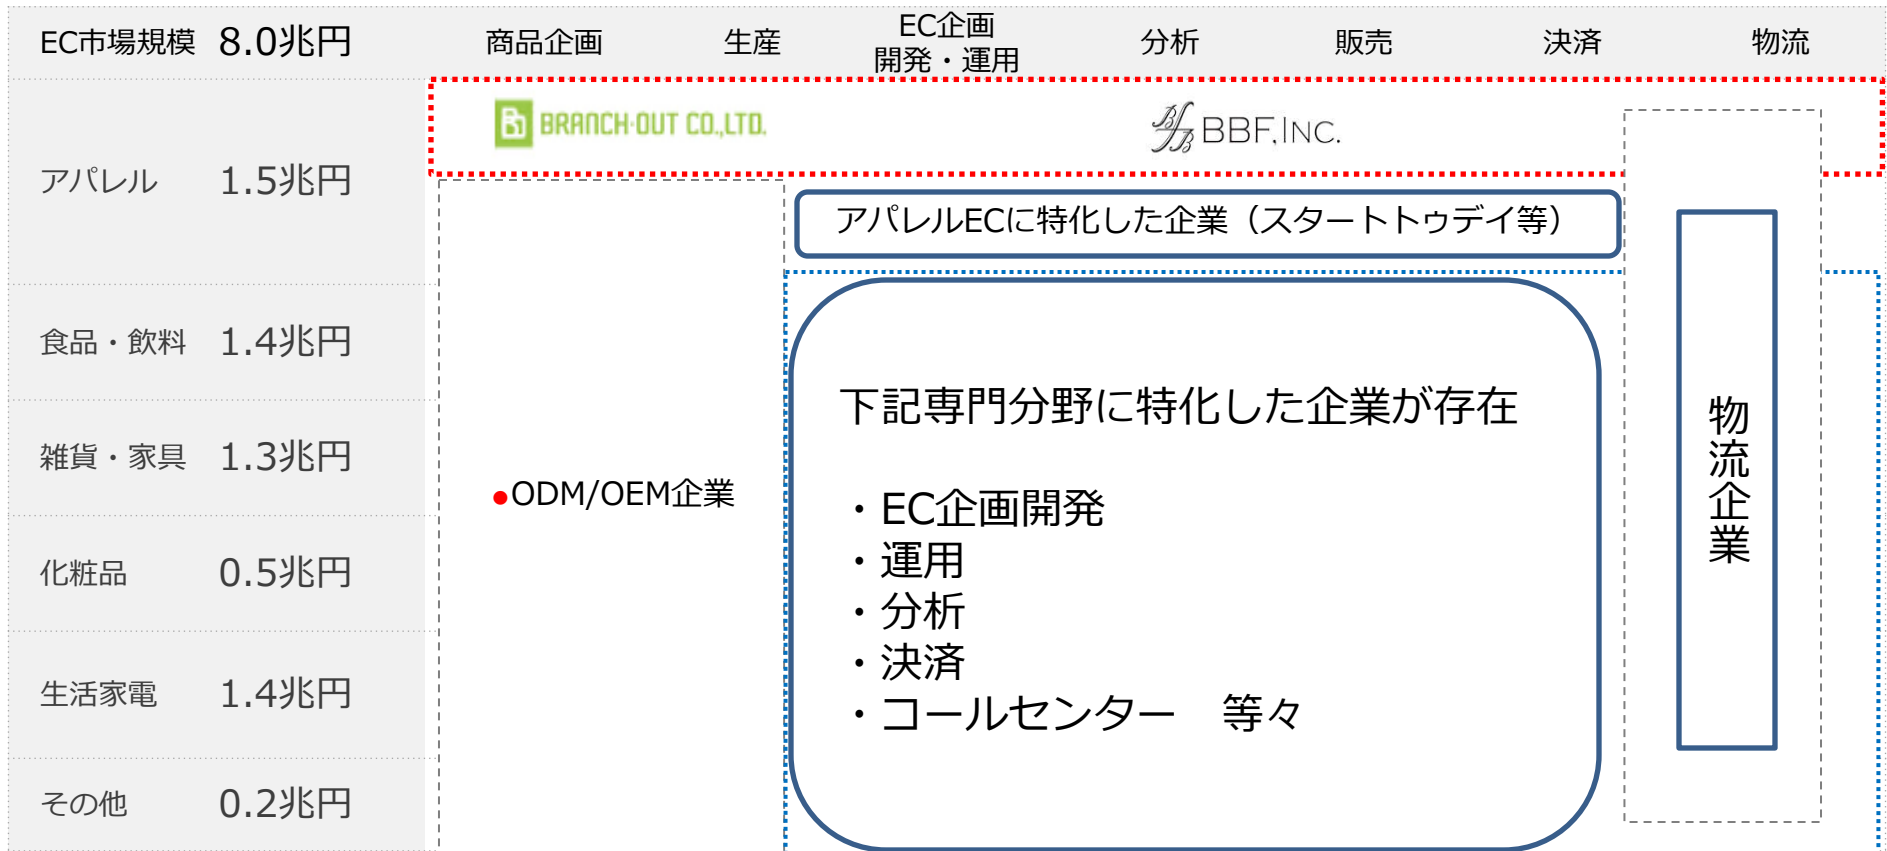 EC市場規模 8.0兆円 商品企画 生産 EC企画 開発・運用 分析 販売 決済 物流
BRANCH·OUT CO.,LTD.
BBF,INC.
アパレル 1.5兆円
アパレルECに特化した企業（スタートトゥデイ等）
食品・飲料 1.4兆円
雑貨・家具 1.3兆円
化粧品 0.5兆円
生活家電 1.4兆円
その他 0.2兆円
●ODM/OEM企業
下記専門分野に特化した企業が存在
・EC企画開発
・運用
・分析
・決済
・コールセンター　等々
物流企業